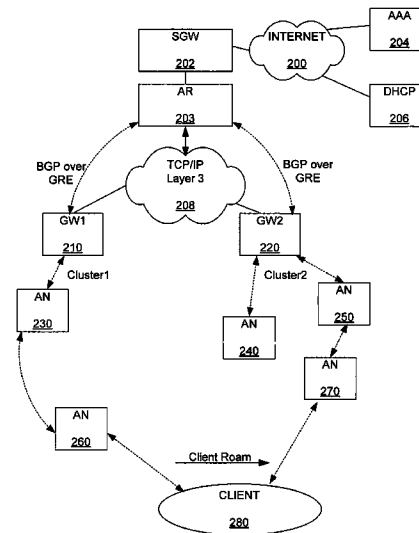 AAA
204
SGW
202
INTERNET
200
DHCP
206
AR
203
BGP over
GRE
TCP/IP
Layer 3
208
BGP over
GRE
GW1
210
GW2
220
Cluster1
Cluster2
AN
230
AN
240
AN
250
AN
270
AN
260
Client Roam
CLIENT
280